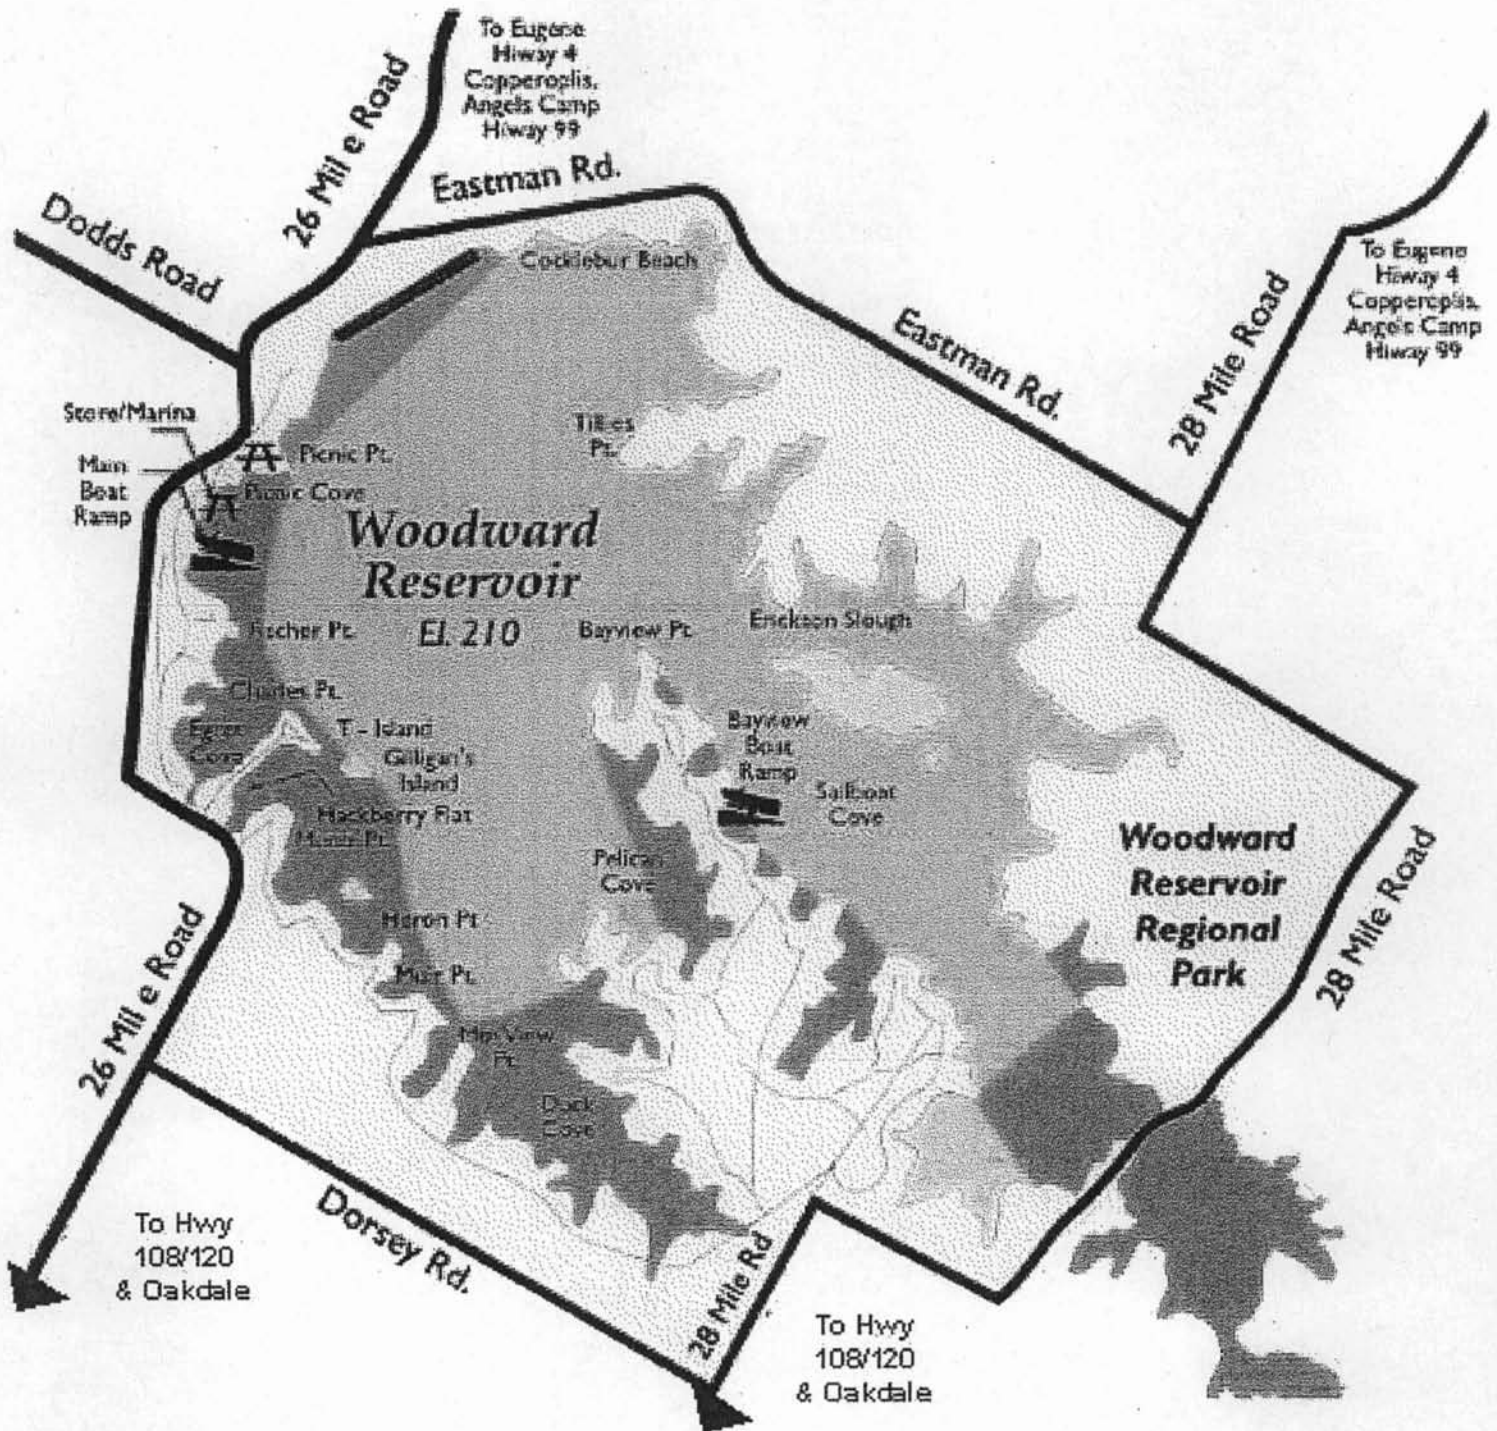 To Eugene
Hiway 4
Copperoplis,
Angels Camp
Hiway 99
26 Mile Road
Eastman Rd.
Dodds Road
Cocklebur Beach
To Eugene
Hiway 4
Copperoplis,
Angels Camp
Hiway 99
28 Mile Road
Eastman Rd.
Store/Marina
Main
Boat
Ramp
Picnic Pt.
Picnic Cove
Tillies
Pt.
Woodward
Reservoir
El. 210
Fischer Pt.
Bayview Pt.
Erickson Slough
Charles Pt.
Egret
Cove
T - Island
Gilligan's
Island
Hackberry Flat
Bayview
Boat
Ramp
Sailboat
Cove
Woodward
Reservoir
Regional
Park
28 Mile Road
Pelican
Cove
Heron Pt.
Muir Pt.
26 Mile Road
View
Pt.
Duck
Cove
Dorsey Rd.
28 Mile Rd
To Hwy
108/120
& Oakdale
To Hwy
108/120
& Oakdale